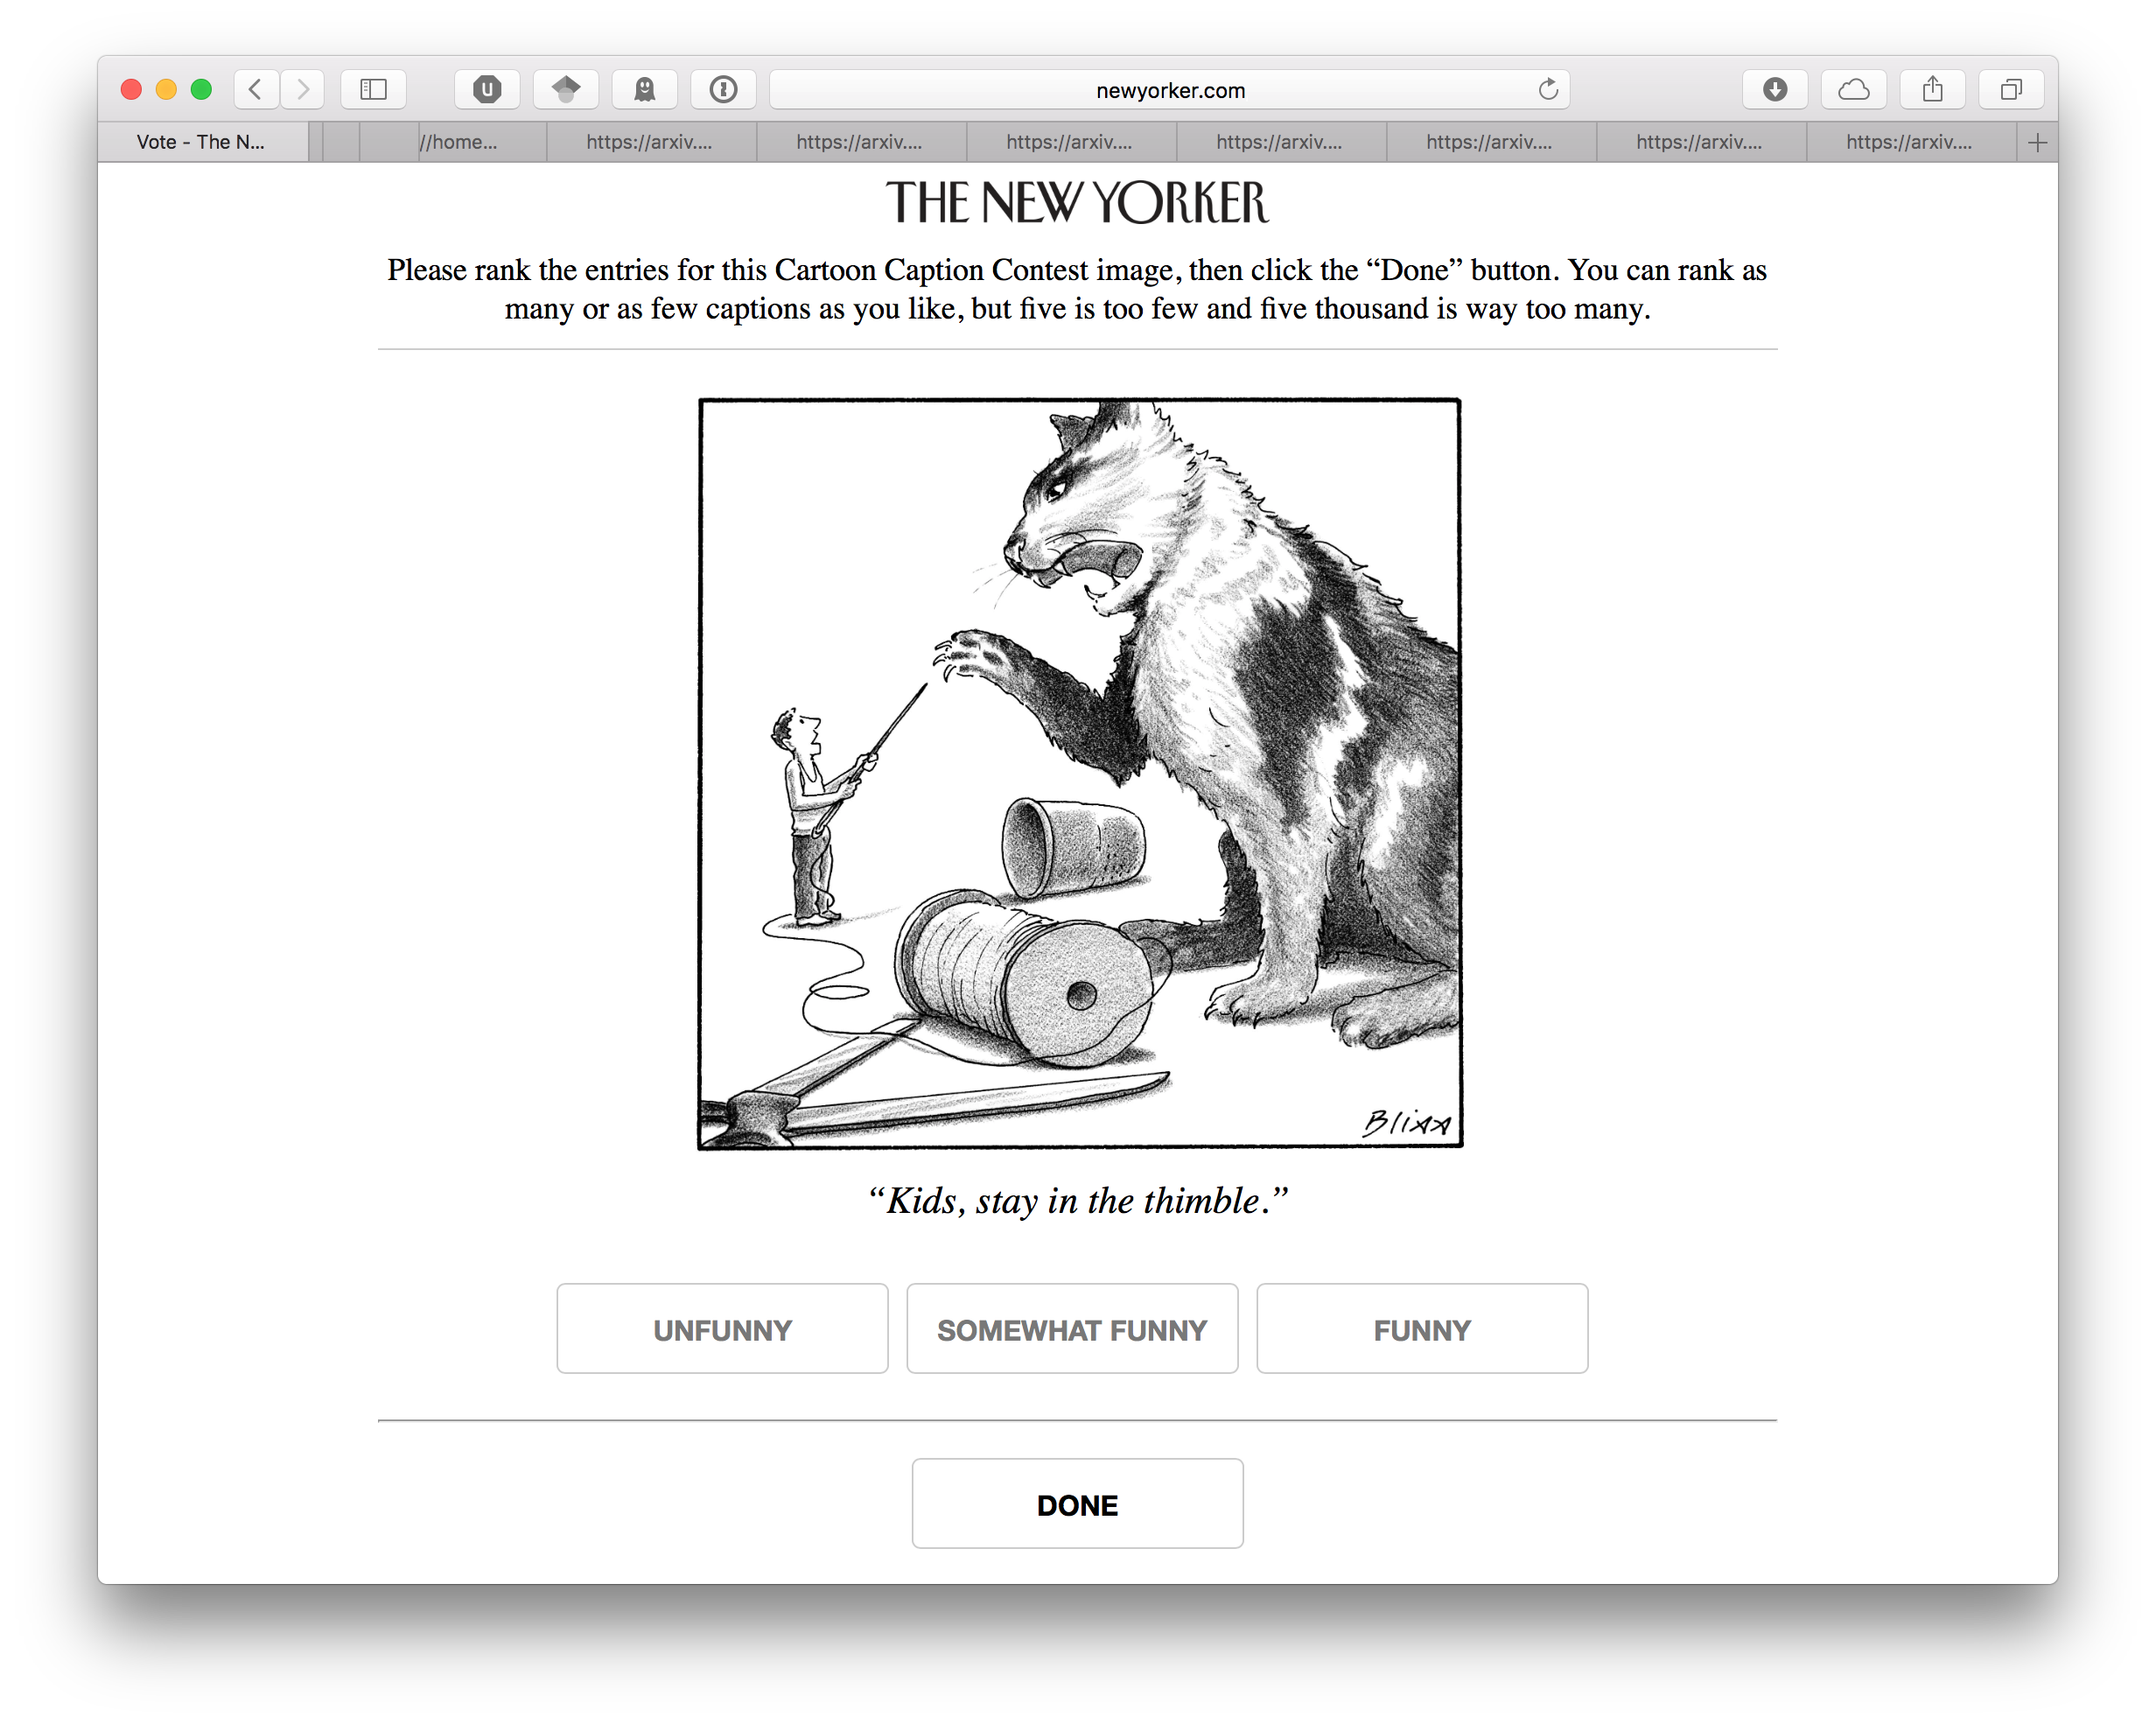 newyorker.com
Vote - The N...
//home...
https://arxiv....
https://arxiv....
https://arxiv....
https://arxiv....
https://arxiv....
https://arxiv....
https://arxiv....
THE NEW YORKER
Please rank the entries for this Cartoon Caption Contest image, then click the “Done” button. You can rank as
many or as few captions as you like, but five is too few and five thousand is way too many.
Blixx
“Kids, stay in the thimble.”
UNFUNNY
SOMEWHAT FUNNY
FUNNY
DONE